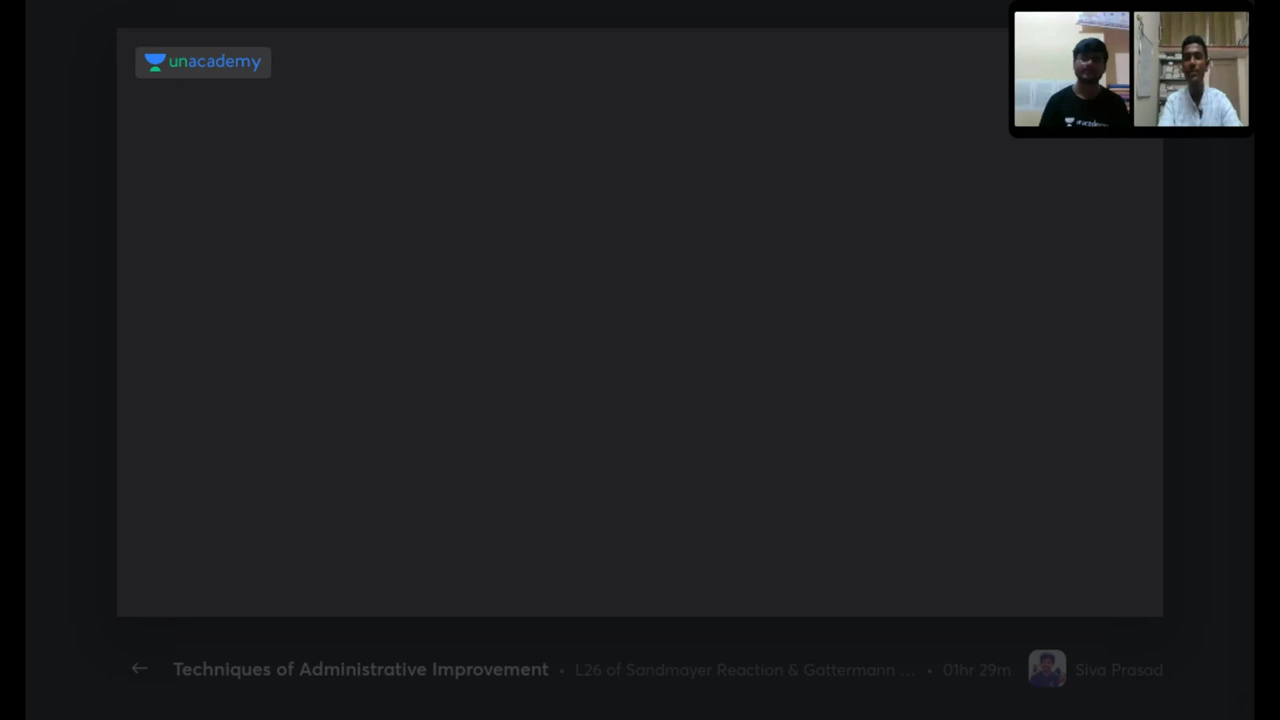 unacademy
Techniques of Administrative Improvement • L26 of Sandmayer Reaction & Gattermann ... • 01hr 29m Siva Prasad